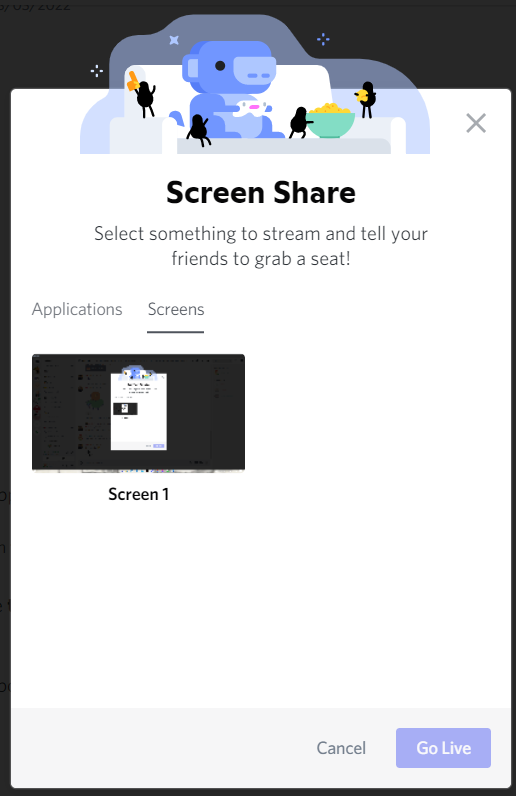 Screen Share
Select something to stream and tell your
friends to grab a seat!
Applications
Screens
Screen 1
Cancel
Go Live